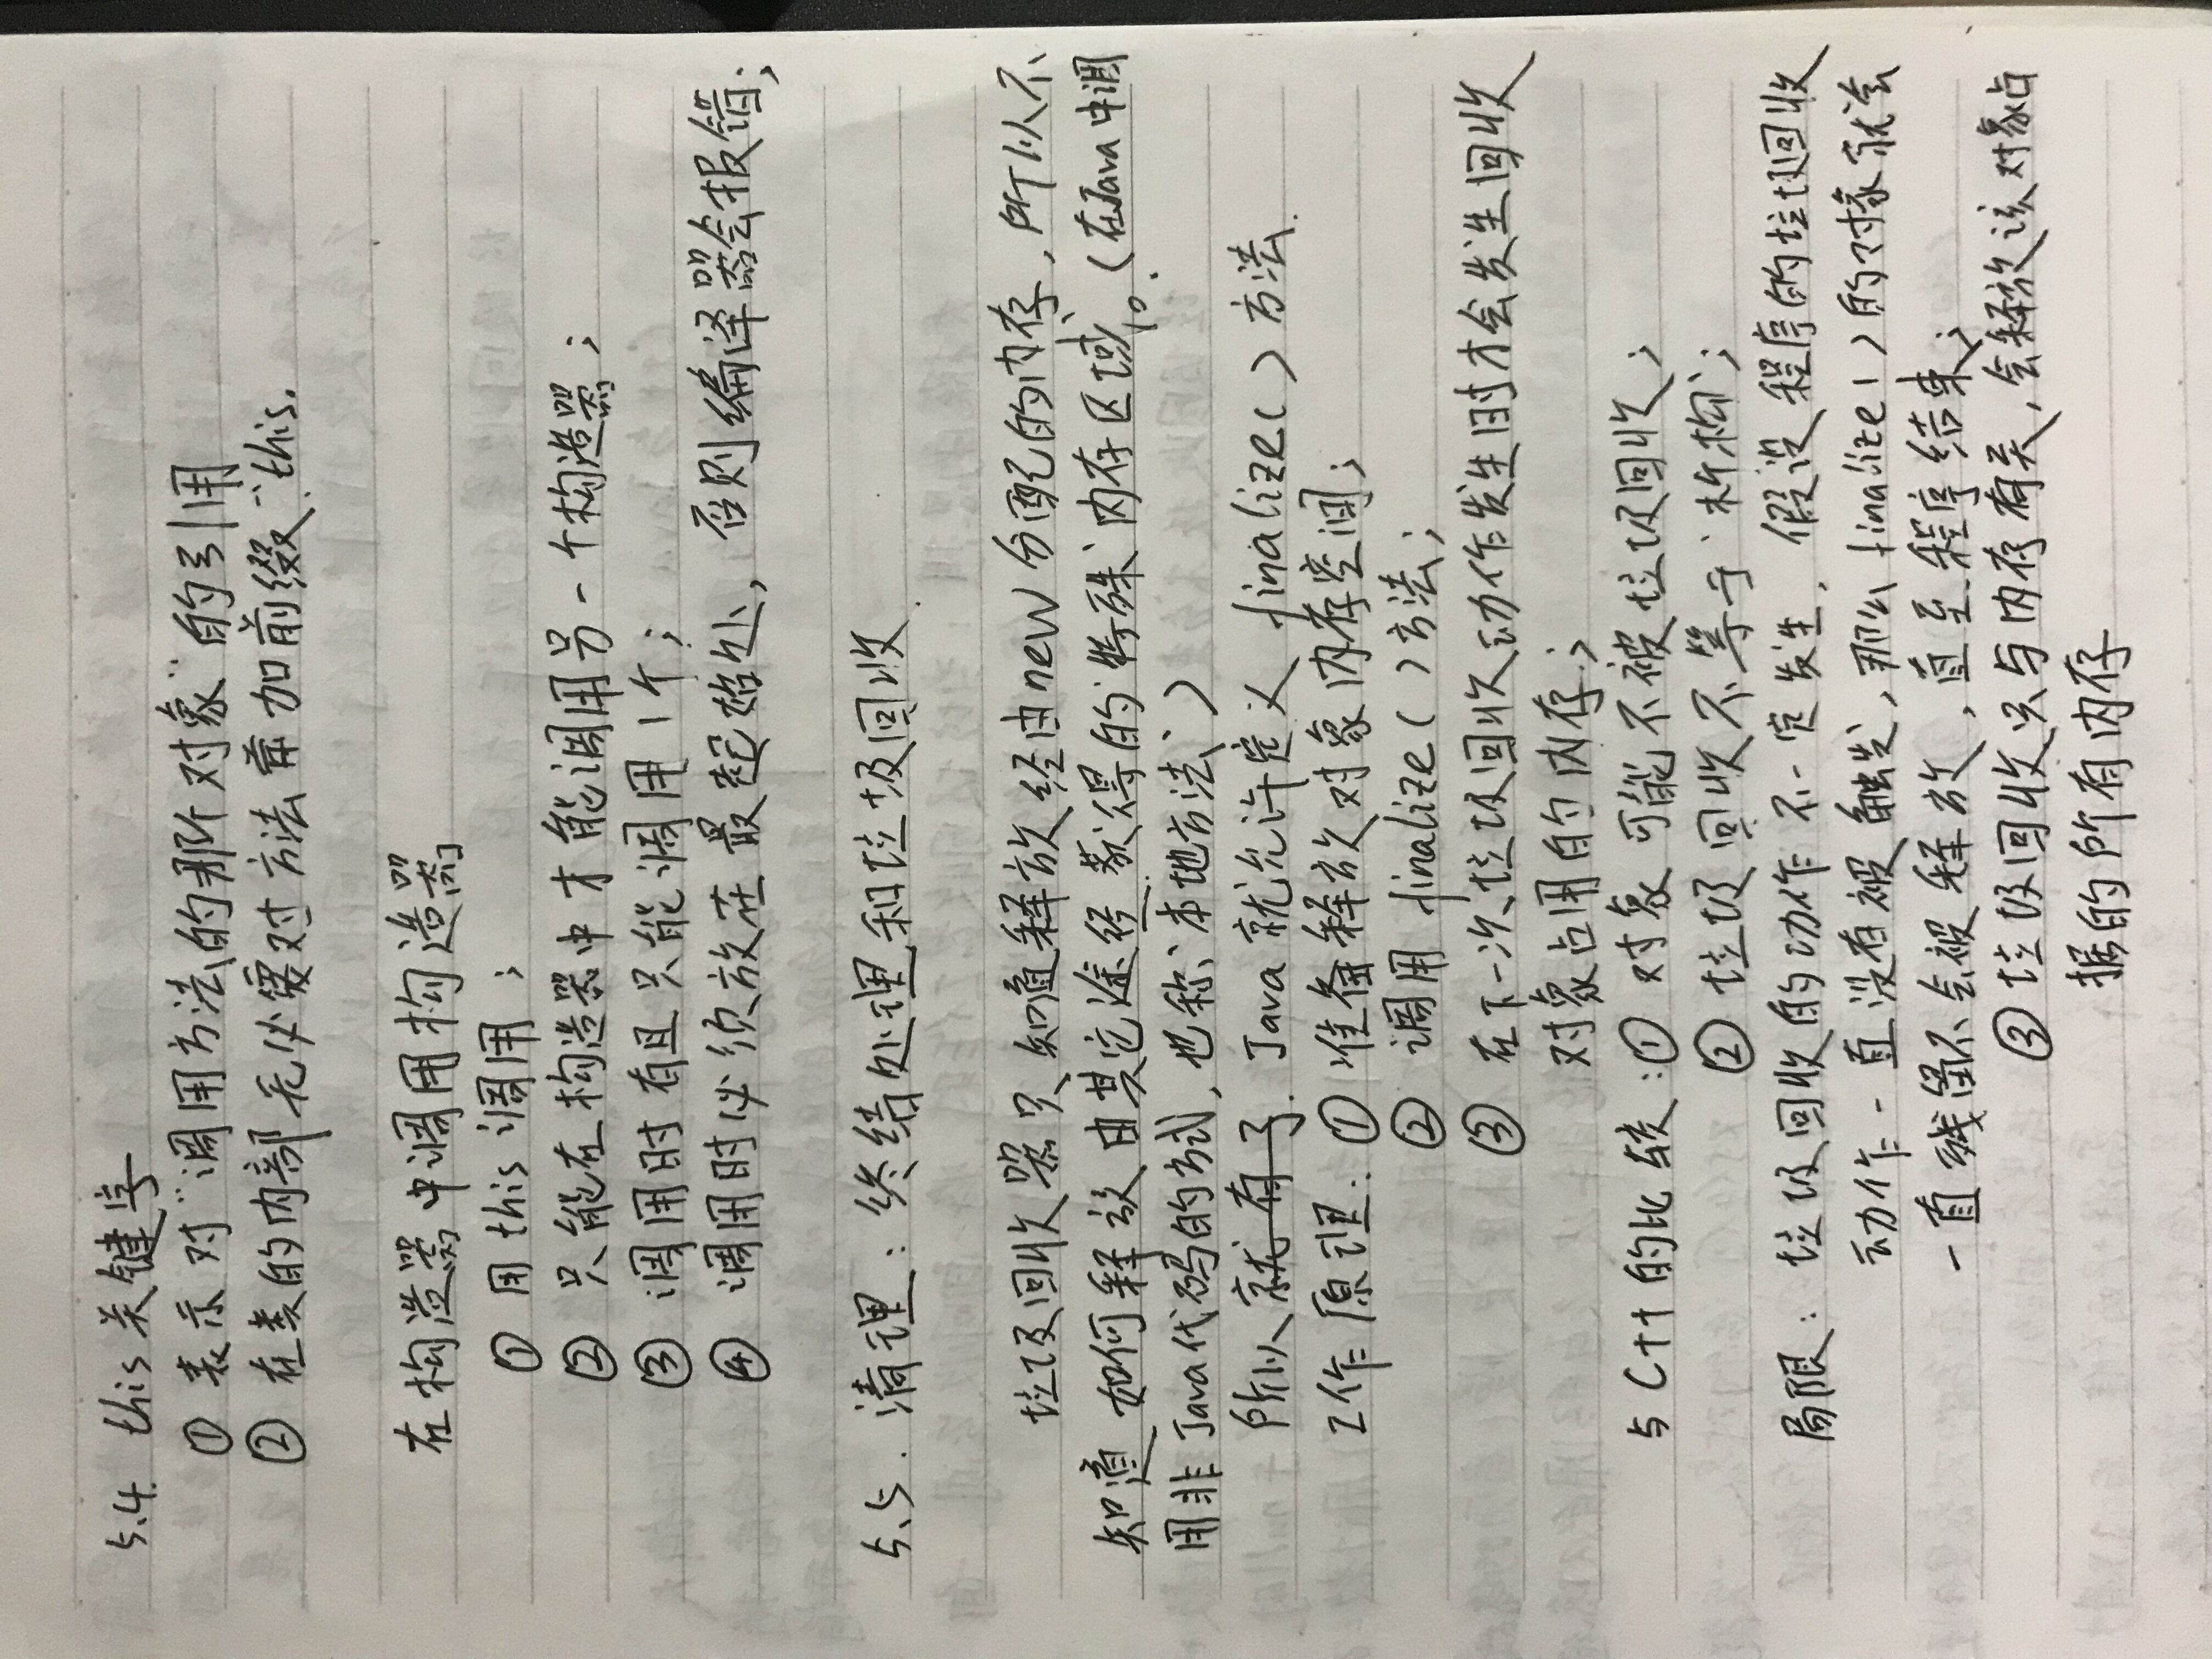 5.4. this关键字
① 表示对"调用方法的那个对象"的引用
② 在类的内部无必要对方法前加前缀"this.
在构造器中调用构造器
① 用this调用；
② 只能在构造器中才能调用另一个构造器；
③ 调用时有且只能调用1个；
④ 调用时必须放在最起始处，否则编译器会报错；
5.5. 清理：终结处理和垃圾回收.
垃圾回收器只知道释放经由new分配的内存，所以不
知道如何释放由其它途径获得的'特殊'内存区域。（在Java中调
用非Java代码的方式，也称'本地方法'）
所以就有了. Java就允许定义 finalize()方法.
工作原理：① 准备释放对象内存空间；
② 调用 finalize()方法；
③ 在下一次垃圾回收动作发生时才会发生回收
对象占用的内存；
与C++的比较：① 对象可能不被垃圾回收；
② 垃圾回收不等于'析构'；
局限：垃圾回收的动作不一定发生，假设程序的垃圾回收
动作一直没有被触发，那么finalize()的对象就会
一直残留不会被释放，直至程序结束；
③ 垃圾回收只与内存有关，会释放该对象占
据的所有内存